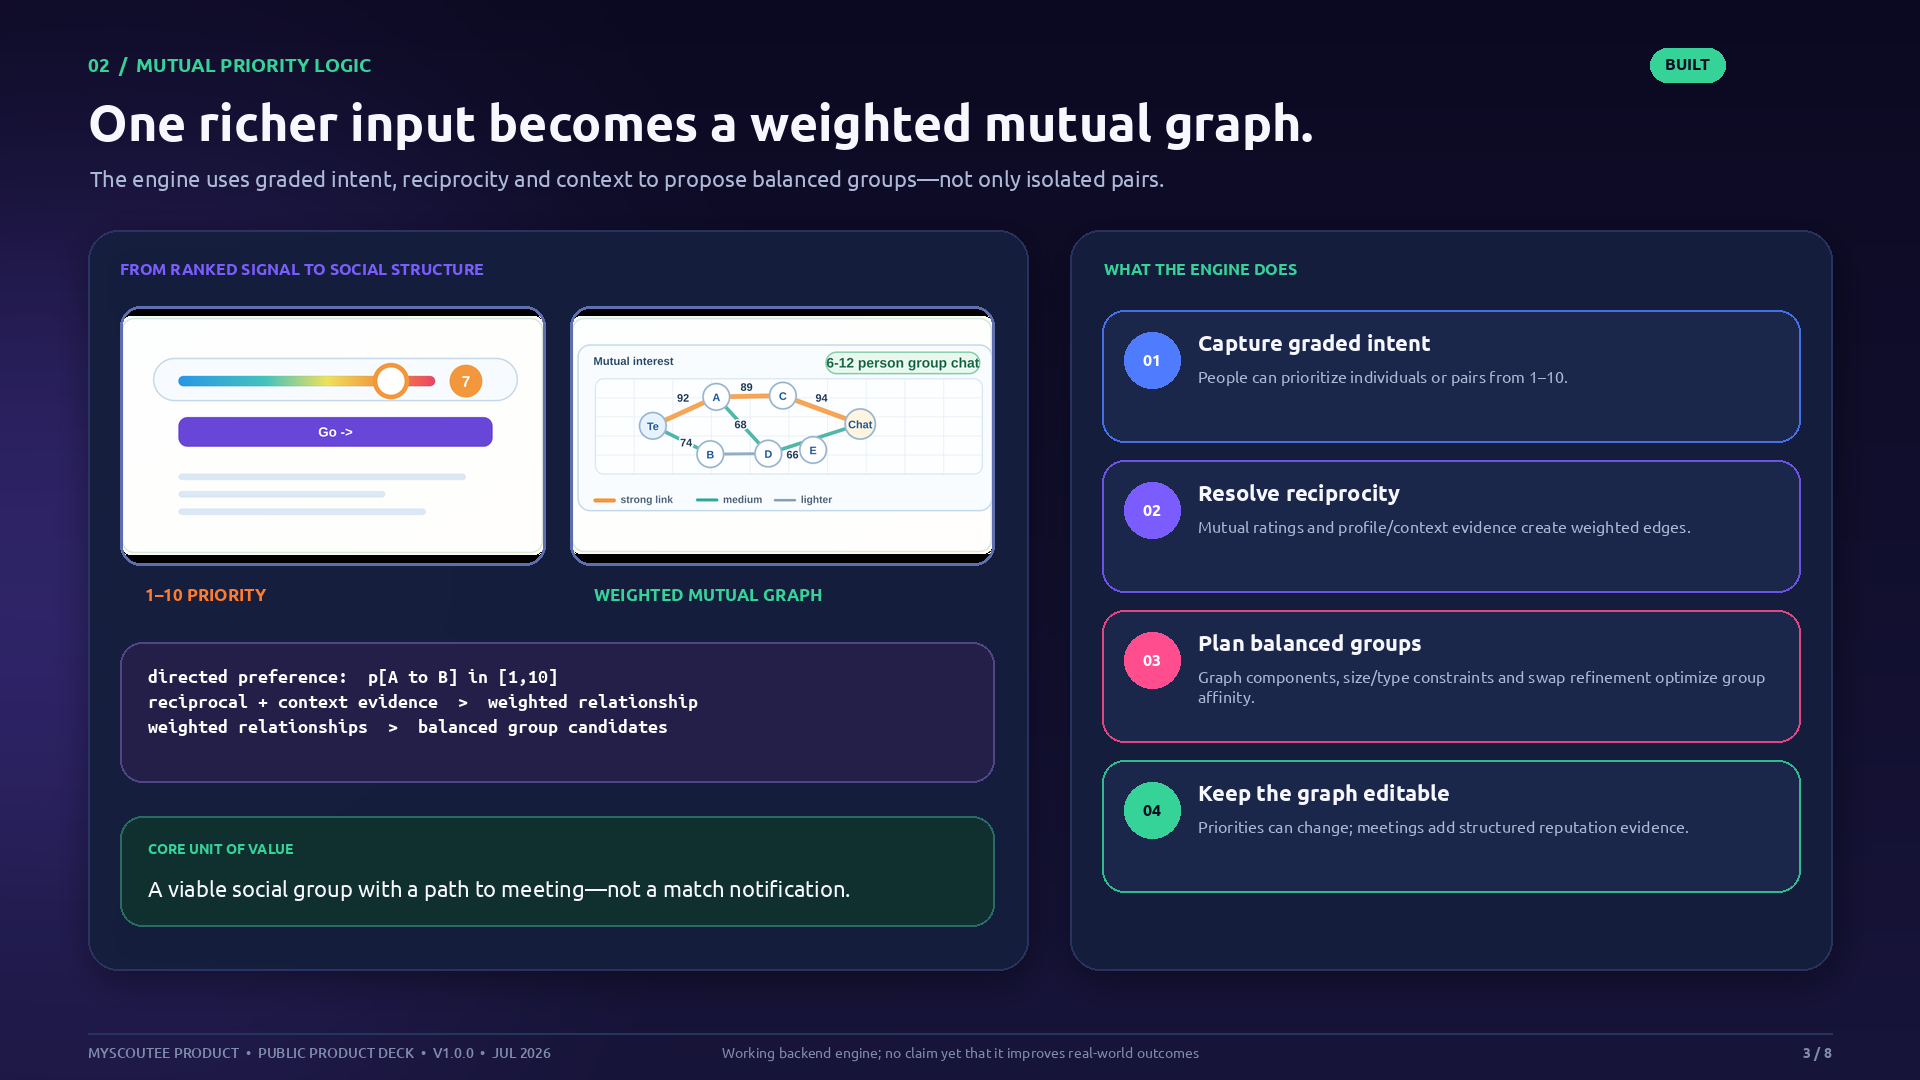 02 / MUTUAL PRIORITY LOGIC
BUILT
One richer input becomes a weighted mutual graph.
The engine uses graded intent, reciprocity and context to propose balanced groups—not only isolated pairs.
FROM RANKED SIGNAL TO SOCIAL STRUCTURE
7
Go ->
1–10 PRIORITY
Mutual interest
6-12 person group chat
92
A
89
C
94
Te
Chat
68
74
B
D
66
E
strong link
medium
lighter
WEIGHTED MUTUAL GRAPH
directed preference:  p[A to B] in [1,10]
reciprocal + context evidence  >  weighted relationship
weighted relationships  >  balanced group candidates
CORE UNIT OF VALUE
A viable social group with a path to meeting—not a match notification.
WHAT THE ENGINE DOES
01
Capture graded intent
People can prioritize individuals or pairs from 1–10.
02
Resolve reciprocity
Mutual ratings and profile/context evidence create weighted edges.
03
Plan balanced groups
Graph components, size/type constraints and swap refinement optimize group
affinity.
04
Keep the graph editable
Priorities can change; meetings add structured reputation evidence.
MYSCOUTEE PRODUCT • PUBLIC PRODUCT DECK • V1.0.0 • JUL 2026
Working backend engine; no claim yet that it improves real-world outcomes
3 / 8